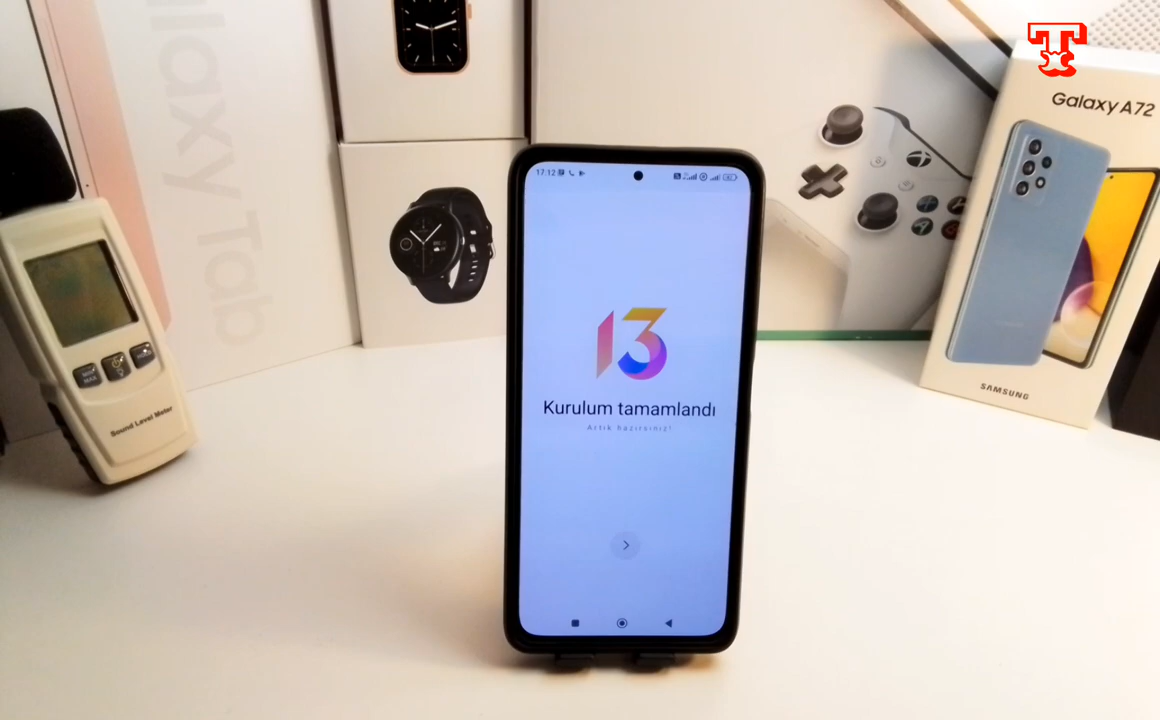 Galaxy A72
17:12
Galaxy Tab
13
Kurulum tamamlandı
Artık hazırsınız!
SAMSUNG
Sound Level Meter